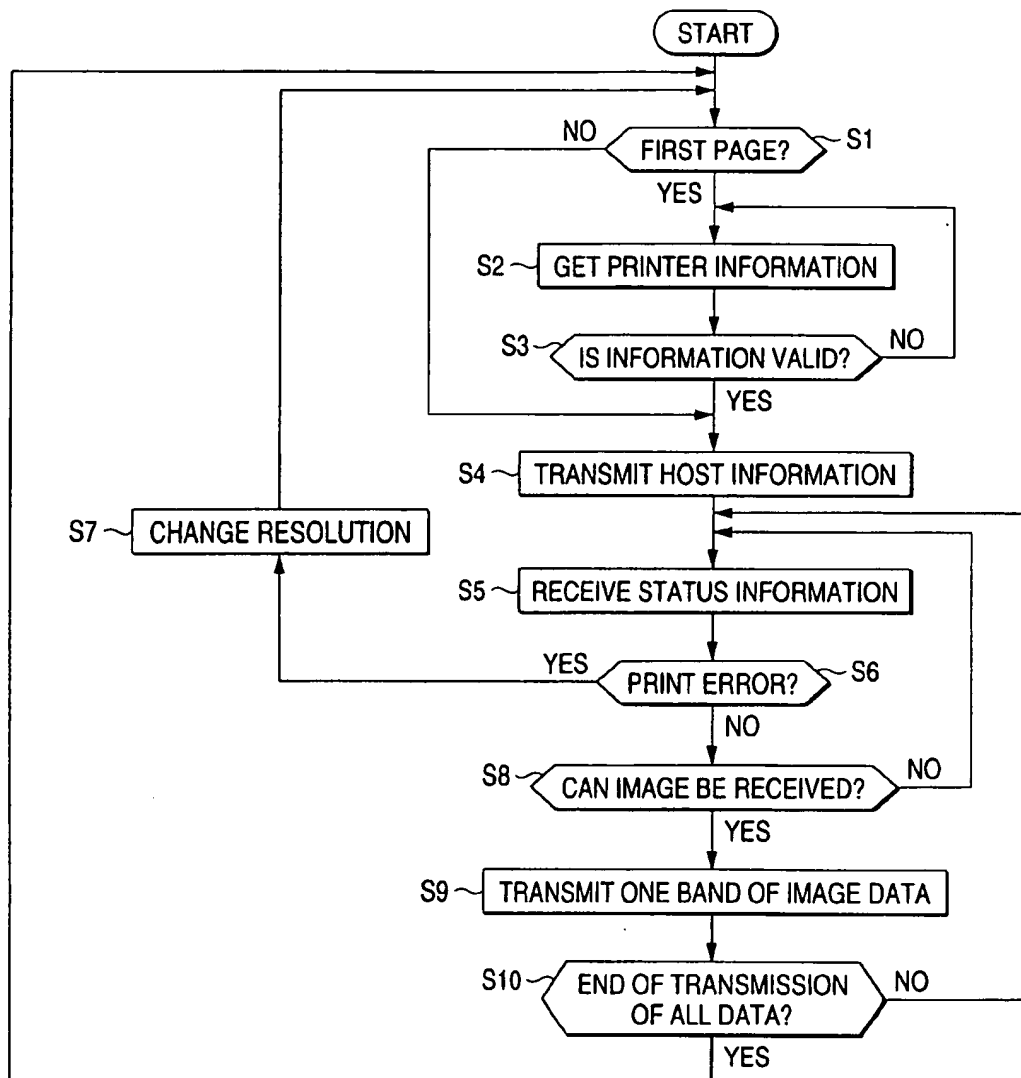 START
NO
FIRST PAGE?
S1
YES
S2
GET PRINTER INFORMATION
S3
IS INFORMATION VALID?
NO
YES
S4
TRANSMIT HOST INFORMATION
S7
CHANGE RESOLUTION
S5
RECEIVE STATUS INFORMATION
YES
PRINT ERROR?
S6
NO
S8
CAN IMAGE BE RECEIVED?
NO
YES
S9
TRANSMIT ONE BAND OF IMAGE DATA
S10
END OF TRANSMISSION
OF ALL DATA?
NO
YES